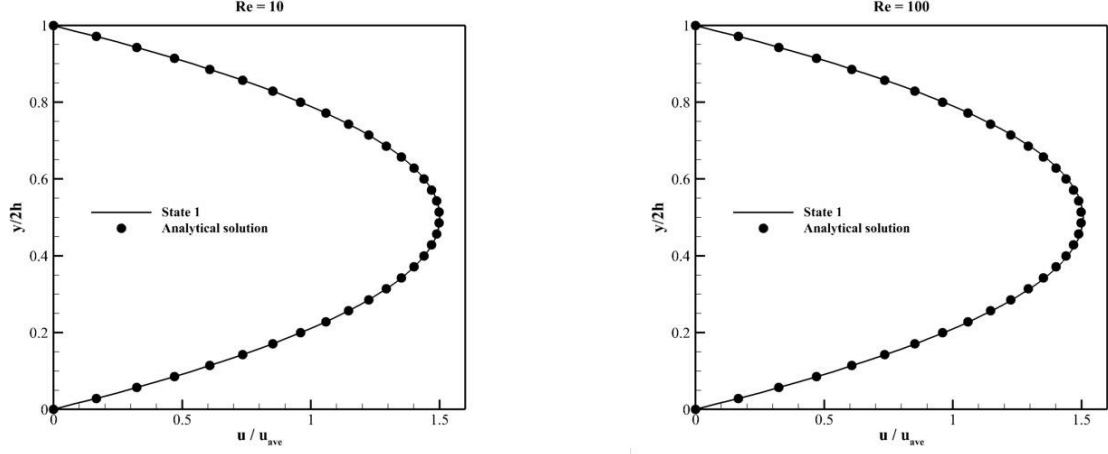 Re = 10
1
0.8
0.6
0.4
0.2
0
0
0.5
1
1.5
y/2h
State 1
Analytical solution
u / u_ave
Re = 100
1
0.8
0.6
0.4
0.2
0
0
0.5
1
1.5
y/2h
State 1
Analytical solution
u / u_ave